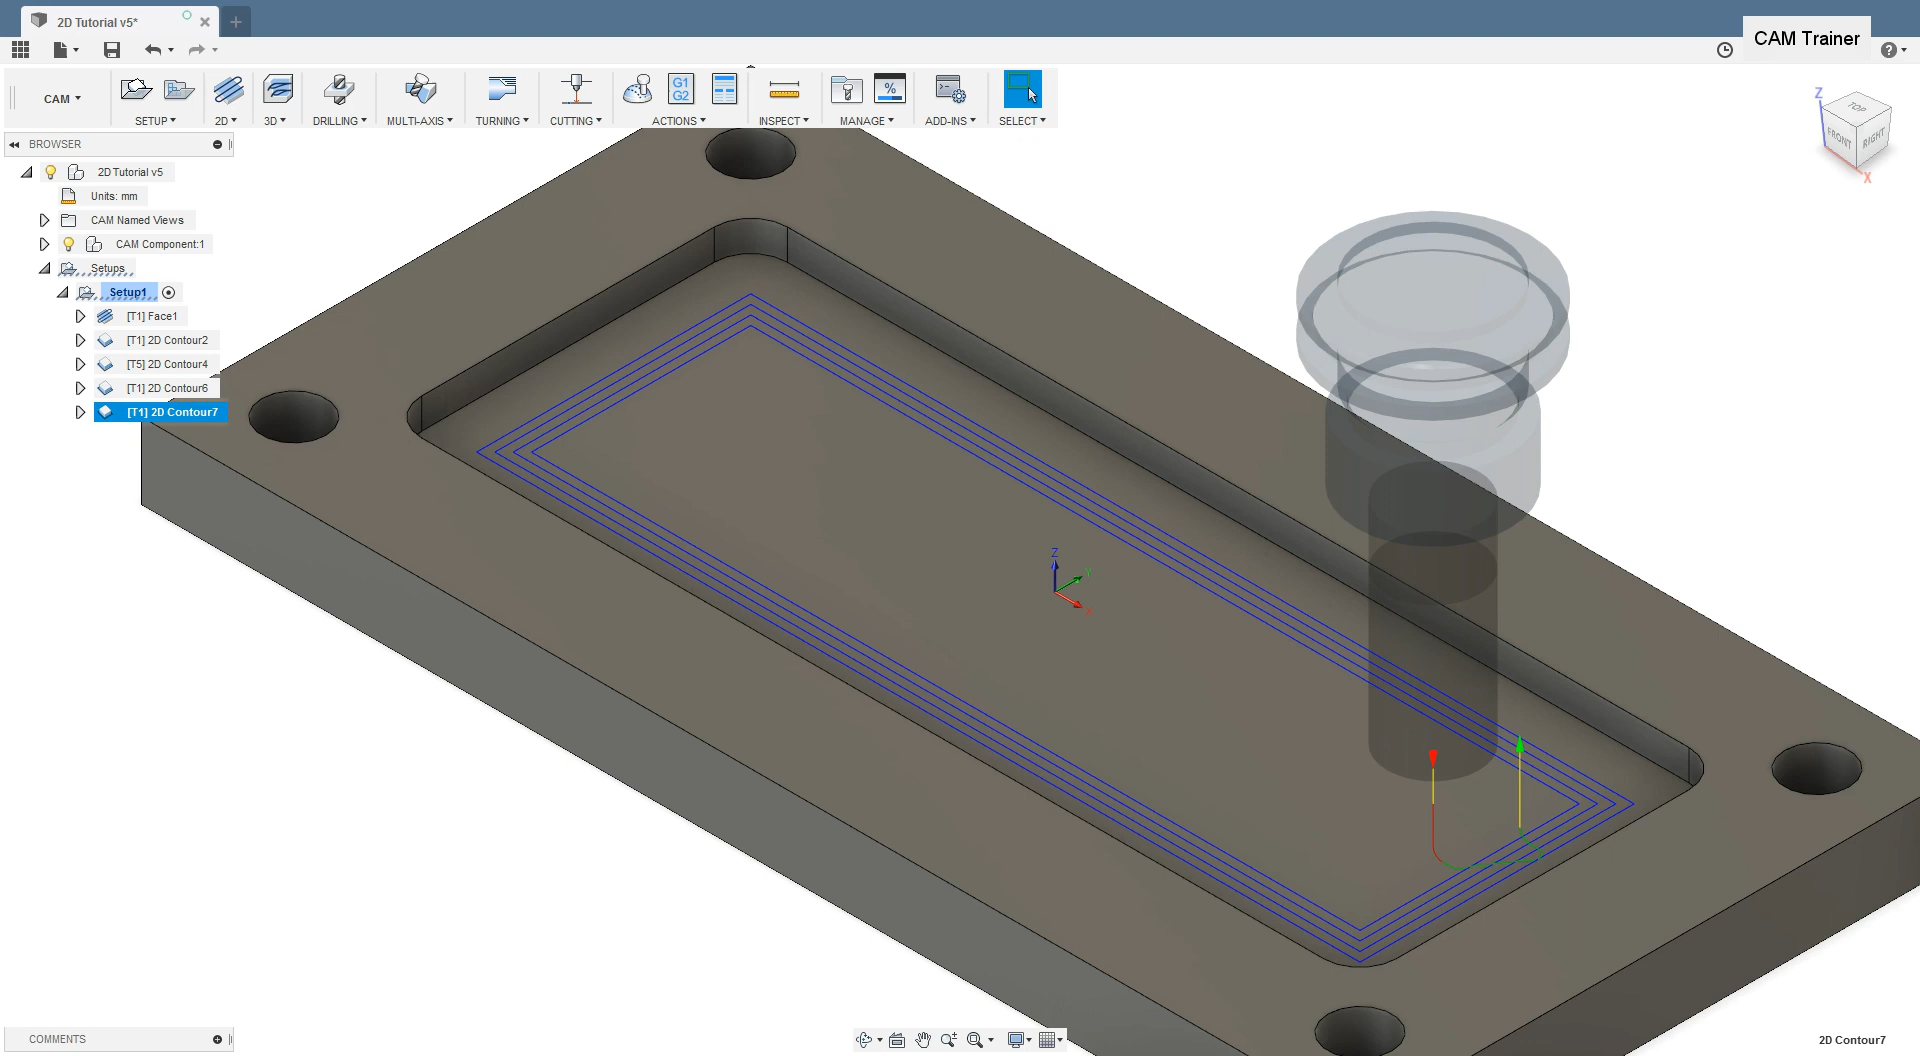 2D Tutorial v5*
CAM Trainer
CAM
G1
G2
%
SETUP
2D
3D
DRILLING
MULTI-AXIS
TURNING
CUTTING
ACTIONS
INSPECT
MANAGE
ADD-INS
SELECT
BROWSER
2D Tutorial v5
Units: mm
CAM Named Views
CAM Component:1
Setups
Setup1
[T1] Face1
[T1] 2D Contour2
[T5] 2D Contour4
[T1] 2D Contour6
[T1] 2D Contour7
Z
TOP
FRONT
RIGHT
X
Z
Y
X
COMMENTS
2D Contour7